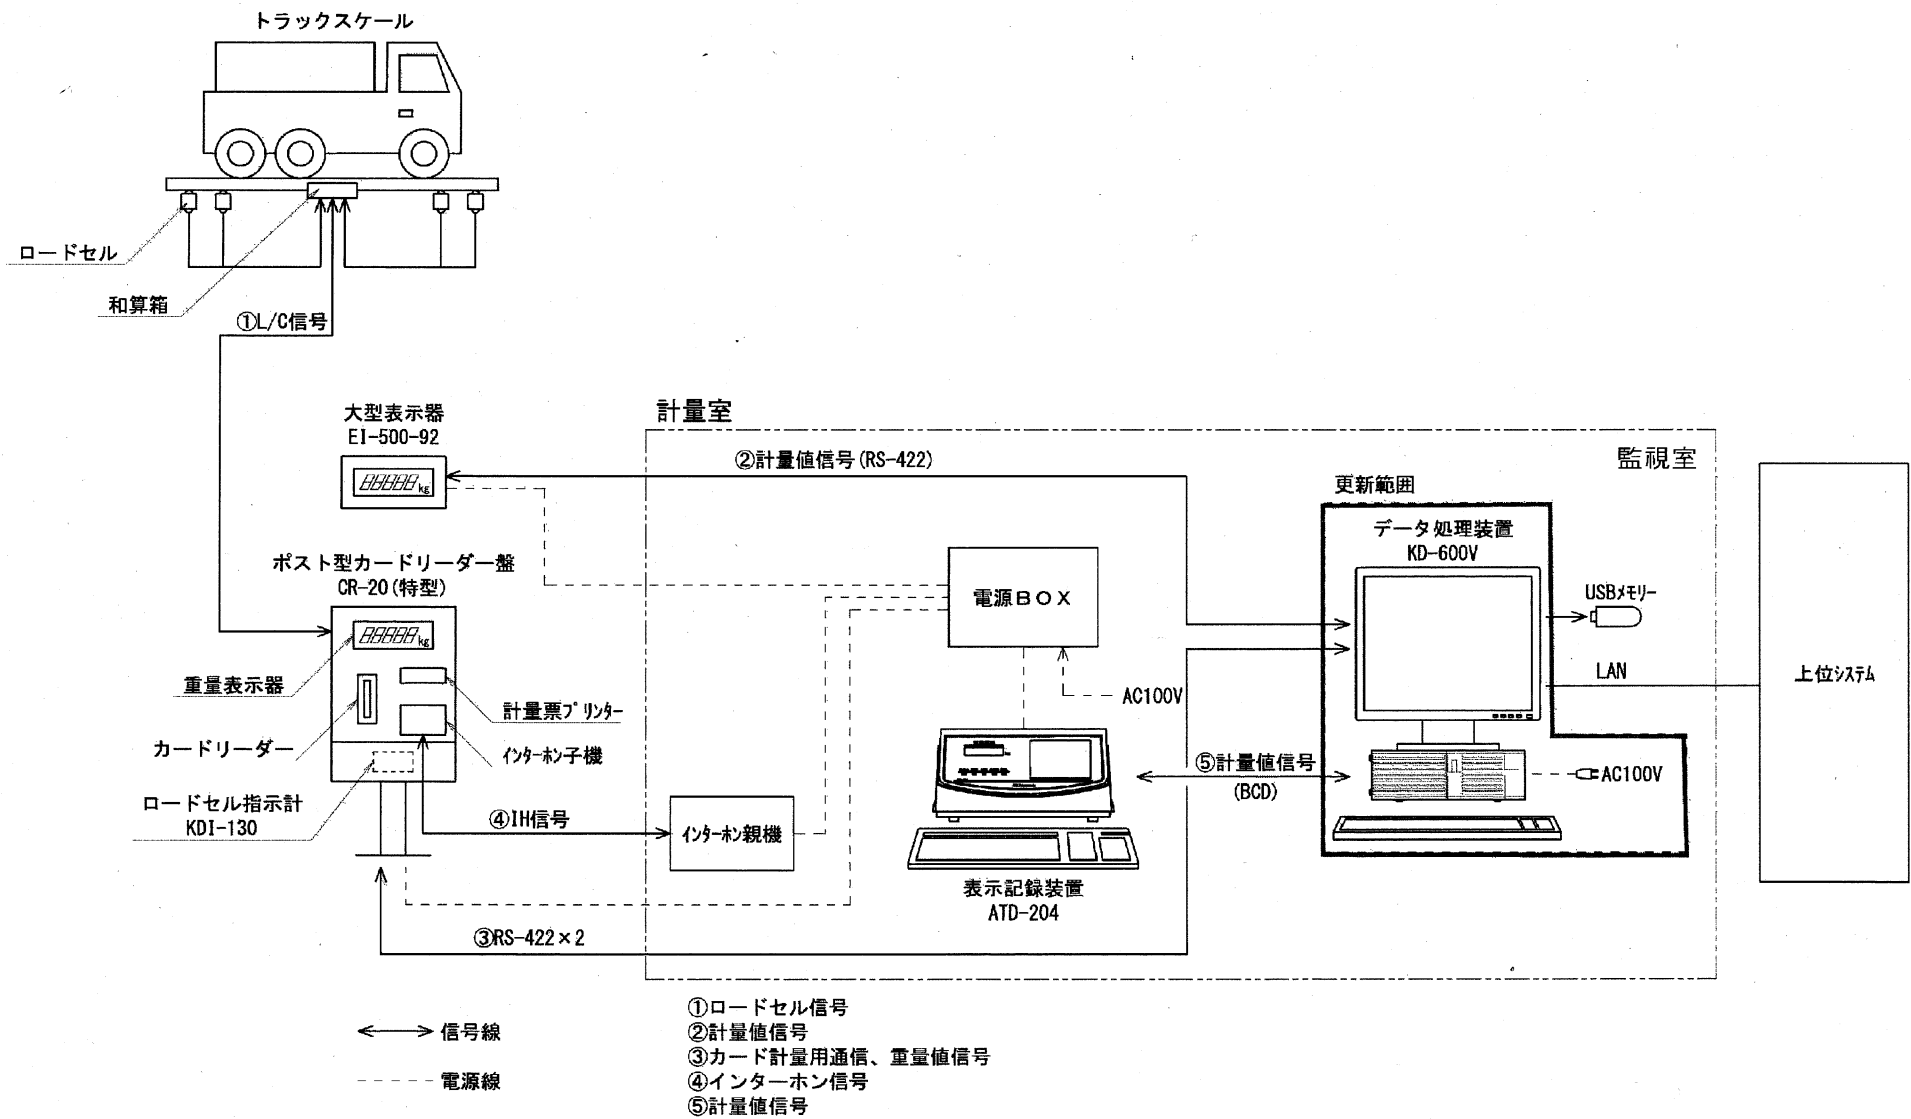 トラックスケール
ロードセル
和算箱
①L/C信号
大型表示器
EI-500-92
kg
計量室
②計量値信号(RS-422)
監視室
更新範囲
データ処理装置
KD-600V
ポスト型カードリーダー盤
CR-20(特型)
kg
重量表示器
カードリーダー
計量票プリンター
インターホン子機
ロードセル指示計
KDI-130
④IH信号
インターホン親機
電源BOX
AC100V
表示記録装置
ATD-204
⑤計量値信号
(BCD)
USBメモリー
LAN
上位システム
AC100V
③RS-422×2
信号線
電源線
①ロードセル信号
②計量値信号
③カード計量用通信、重量値信号
④インターホン信号
⑤計量値信号